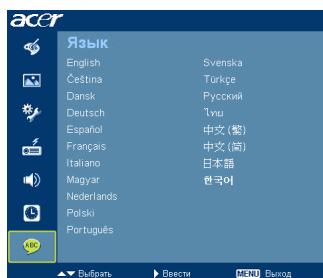 acer
Язык
English
Čeština
Dansk
Deutsch
Español
Français
Italiano
Magyar
Nederlands
Polski
Português
Svenska
Türkçe
Русский
ไทย
中文 (繁)
中文 (简)
日本語
한국어
ABC
▲▼ Выбрать ▶ Ввести MENU Выход